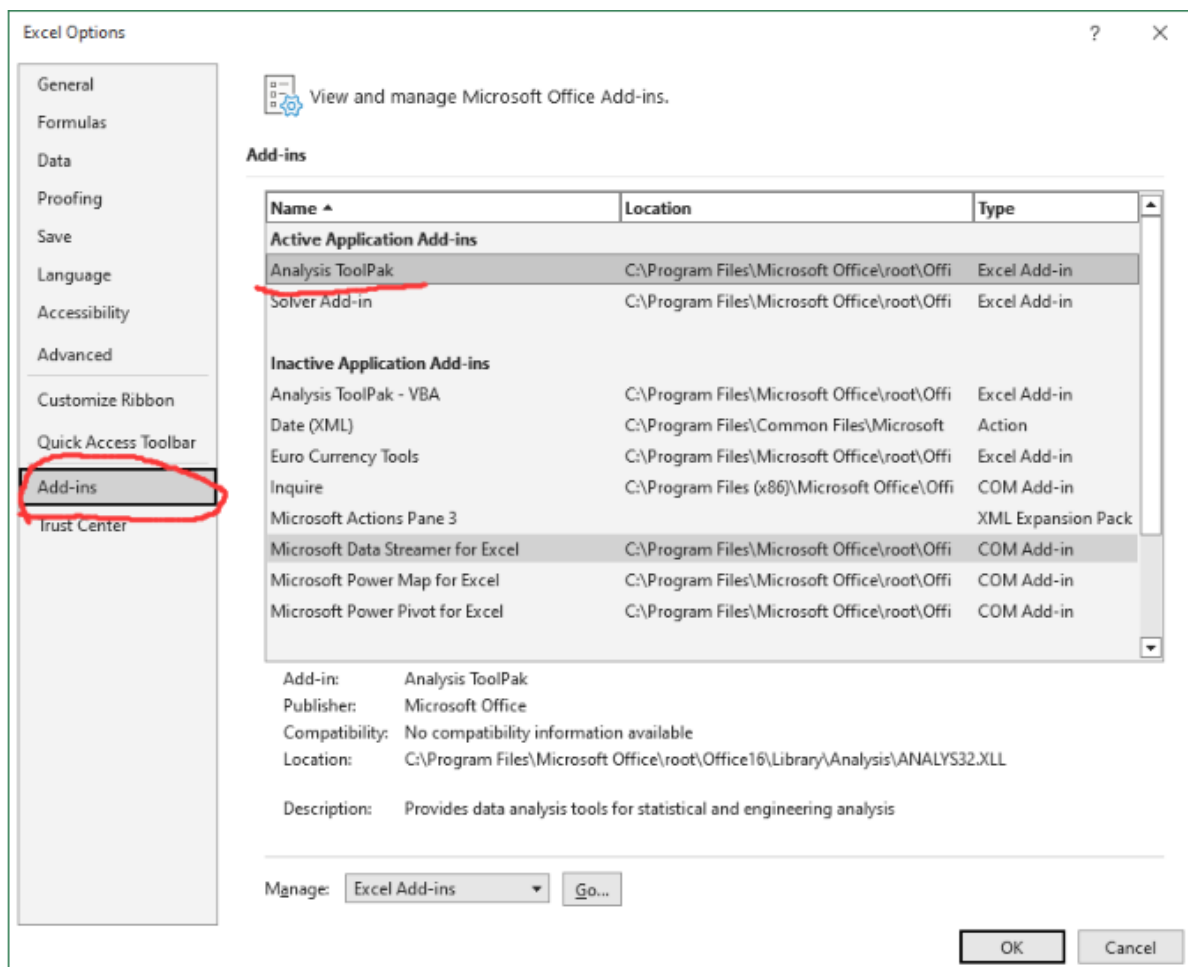 Excel Options ?
General
Formulas
Data
Proofing
Save
Language
Accessibility
Advanced
Customize Ribbon
Quick Access Toolbar
Add-ins
Trust Center
View and manage Microsoft Office Add-ins.
Add-ins
Name Location Type
Active Application Add-ins
Analysis ToolPak C:\Program Files\Microsoft Office\root\Offi Excel Add-in
Solver Add-in C:\Program Files\Microsoft Office\root\Offi Excel Add-in
Inactive Application Add-ins
Analysis ToolPak - VBA C:\Program Files\Microsoft Office\root\Offi Excel Add-in
Date (XML) C:\Program Files\Common Files\Microsoft Action
Euro Currency Tools C:\Program Files\Microsoft Office\root\Offi Excel Add-in
Inquire C:\Program Files (x86)\Microsoft Office\Offi COM Add-in
Microsoft Actions Pane 3 XML Expansion Pack
Microsoft Data Streamer for Excel C:\Program Files\Microsoft Office\root\Offi COM Add-in
Microsoft Power Map for Excel C:\Program Files\Microsoft Office\root\Offi COM Add-in
Microsoft Power Pivot for Excel C:\Program Files\Microsoft Office\root\Offi COM Add-in
Add-in: Analysis ToolPak
Publisher: Microsoft Office
Compatibility: No compatibility information available
Location: C:\Program Files\Microsoft Office\root\Office16\Library\Analysis\ANALYS32.XLL
Description: Provides data analysis tools for statistical and engineering analysis
Manage: Excel Add-ins Go...
OK Cancel